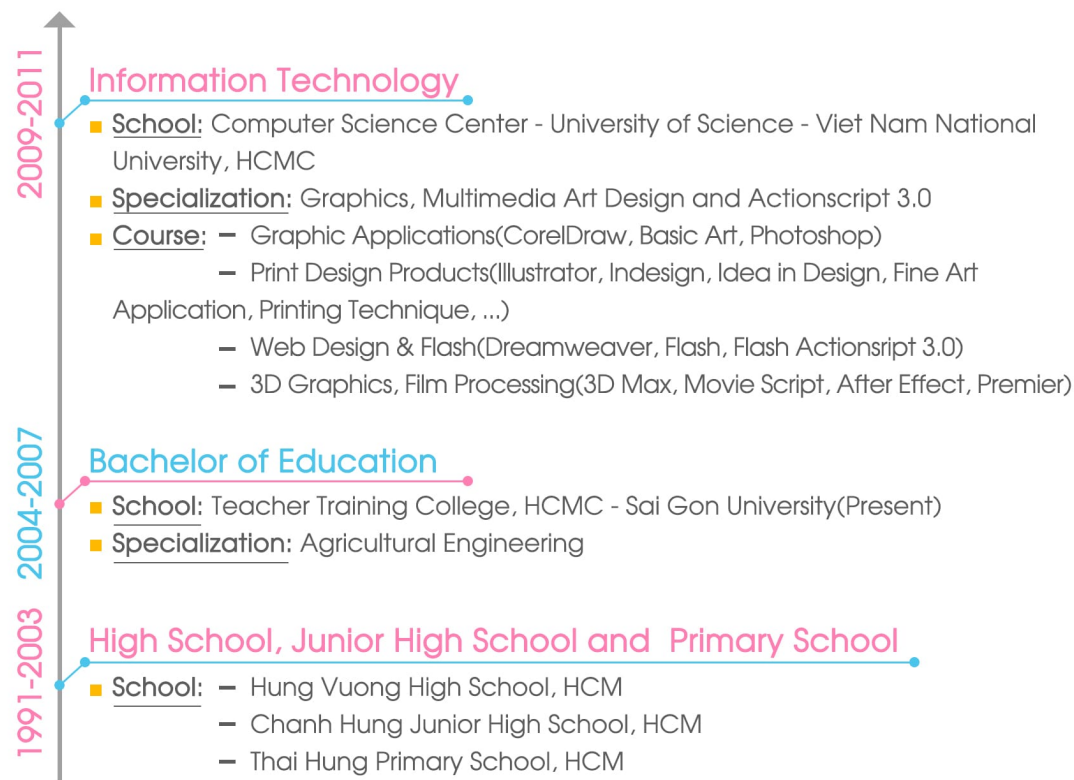 2009-2011
Information Technology
School: Computer Science Center - University of Science - Viet Nam National
University, HCMC
Specialization: Graphics, Multimedia Art Design and Actionscript 3.0
Course: – Graphic Applications(CorelDraw, Basic Art, Photoshop)
– Print Design Products(Illustrator, Indesign, Idea in Design, Fine Art
Application, Printing Technique, ...)
– Web Design & Flash(Dreamweaver, Flash, Flash Actionsript 3.0)
– 3D Graphics, Film Processing(3D Max, Movie Script, After Effect, Premier)
2004-2007
Bachelor of Education
School: Teacher Training College, HCMC - Sai Gon University(Present)
Specialization: Agricultural Engineering
1991-2003
High School, Junior High School and  Primary School
School: – Hung Vuong High School, HCM
– Chanh Hung Junior High School, HCM
– Thai Hung Primary School, HCM